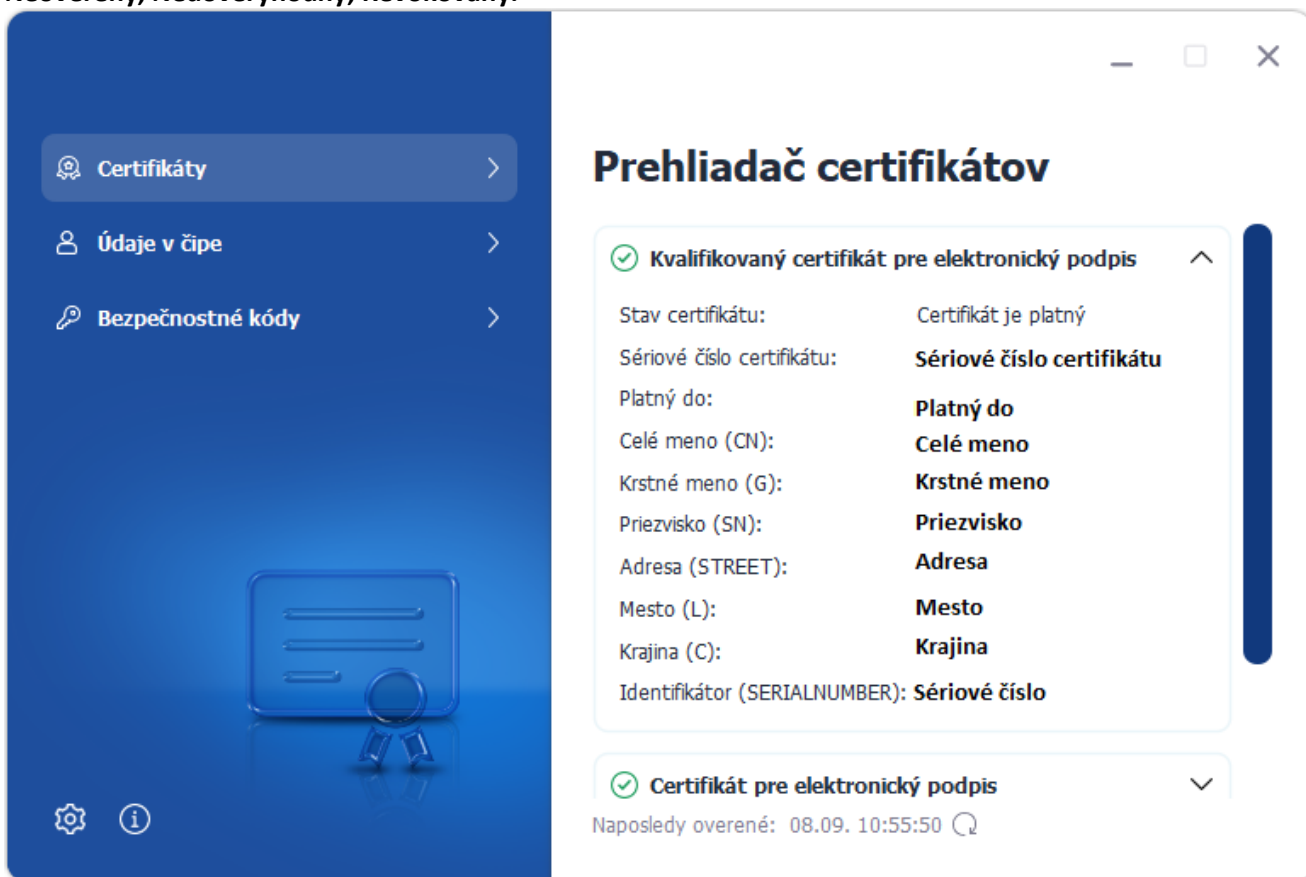 Neoverený, Nedôveryhodný, Revokovaný.
Certifikáty
Údaje v čipe
Bezpečnostné kódy
Prehliadač certifikátov
Kvalifikovaný certifikát pre elektronický podpis
Stav certifikátu: Certifikát je platný
Sériové číslo certifikátu: Sériové číslo certifikátu
Platný do: Platný do
Celé meno (CN): Celé meno
Krstné meno (G): Krstné meno
Priezvisko (SN): Priezvisko
Adresa (STREET): Adresa
Mesto (L): Mesto
Krajina (C): Krajina
Identifikátor (SERIALNUMBER): Sériové číslo
Certifikát pre elektronický podpis
Naposledy overené: 08.09. 10:55:50